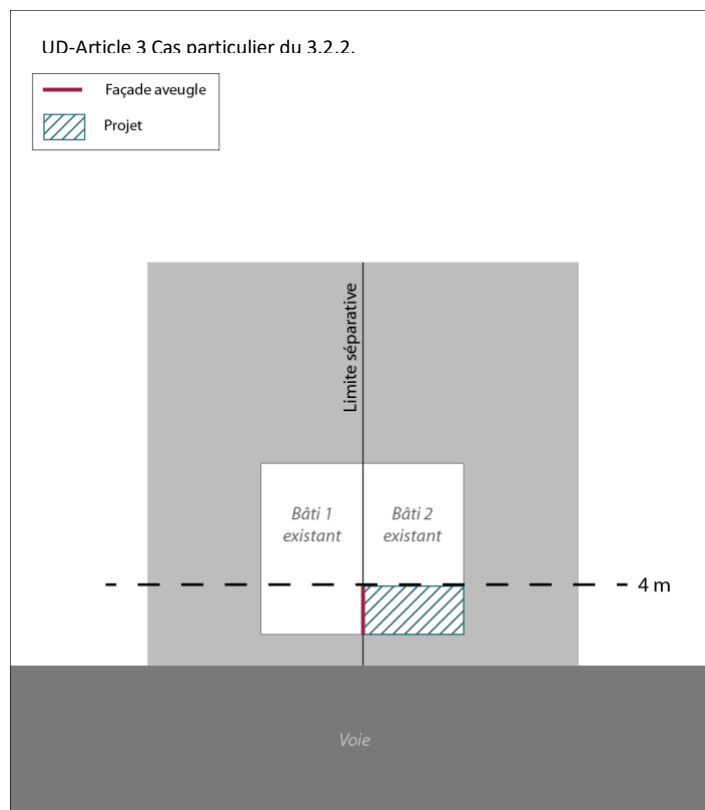 UD-Article 3 Cas particulier du 3.2.2.
Façade aveugle
Projet
Limite séparative
Bâti 1
existant
Bâti 2
existant
4 m
Voie